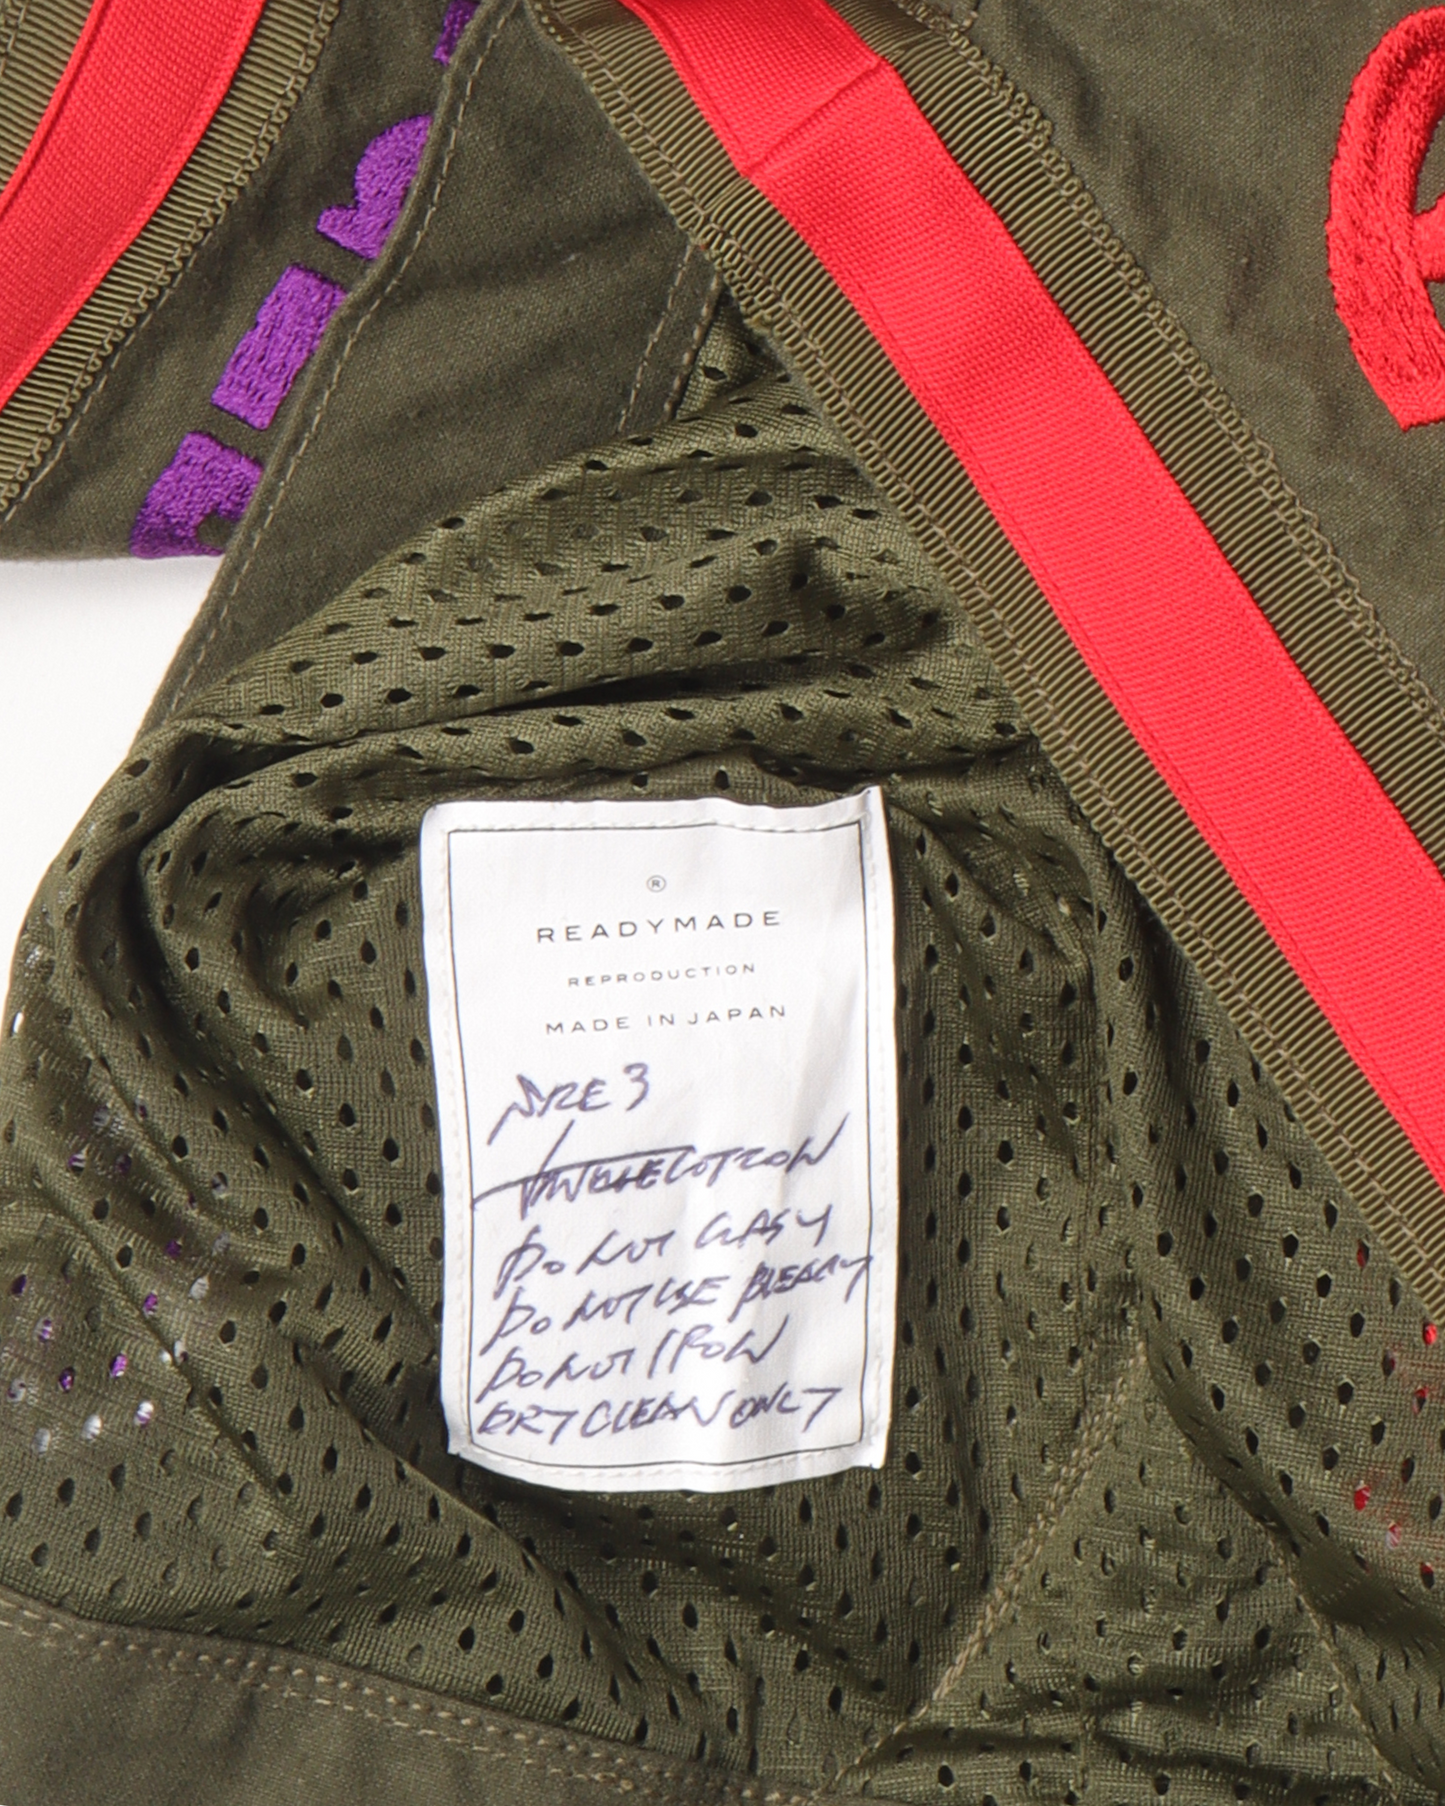 ®
READYMADE
REPRODUCTION
MADE IN JAPAN
SIZE 3
COTTON
DO NOT WASH
DO NOT USE BLEACH
DO NOT IRON
DRY CLEAN ONLY